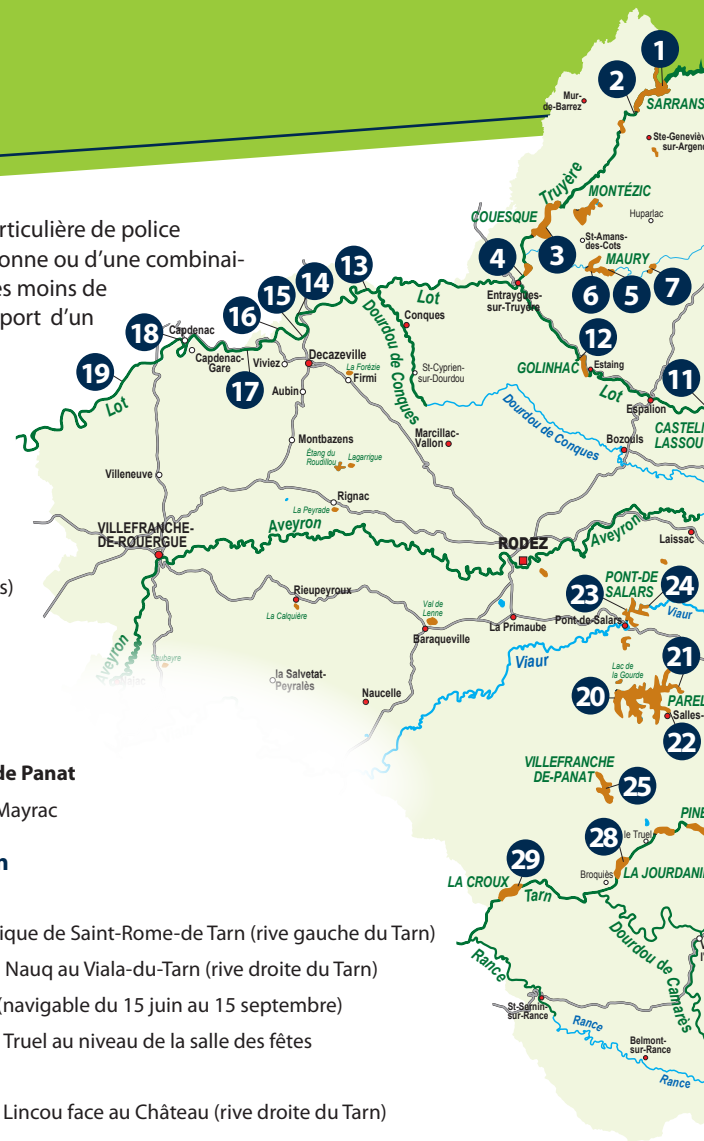 1
2
Mur-
de-Barrez
SARRANS
Ste-Geneviève
sur-Argence
Truyère
MONTÉZIC
COUESQUE
Huparlac
St-Amans-
des-Cots
MAURY
3
4
6
5
7
Entraygues-
sur-Truyère
articulière de police
onne ou d'une combinai-
es moins de
port d'un
13
14
15
16
18
Capdenac
Capdenac-
Gare
17
19
Lot
Lot
Conques
Dourdou de Conques
Viviez
Decazeville
La Forézie
Firmi
Aubin
St-Cyprien-
sur-Dourdou
12
GOLINHAC
Estaing
Lot
11
Espalion
CASTEL
LASSOU
Dourdou de Conques
Bozouls
Montbazens
Étang du
Roudillou
Lagarrigue
Marcillac-
Vallon
Villeneuve
Rignac
La Peyrade
VILLEFRANCHE-
DE-ROUERGUE
Aveyron
RODEZ
Aveyron
Laissac
s)
Rieupeyroux
La Calquière
Val de
Lenne
Baraqueville
La Primaube
PONT-DE
SALARS
23
24
Pont-de-Salars
Viaur
Aveyron
la Salvetat-
Peyralès
Naucelle
Viaur
Lac de
la Gourde
21
20
PAREL
Salles-
22
de Panat
Mayrac
VILLEFRANCHE
DE-PANAT
25
n
28
le Truel
PINE
Broquiès
LA JOURDANIE
29
LA CROUX
Tarn
ique de Saint-Rome-de Tarn (rive gauche du Tarn)
Nauq au Viala-du-Tarn (rive droite du Tarn)
(navigable du 15 juin au 15 septembre)
Truel au niveau de la salle des fêtes
Lincou face au Château (rive droite du Tarn)
Rance
Dourdou de Camarès
St-Sernin-
sur-Rance
Rance
Belmont-
sur-Rance
Rance